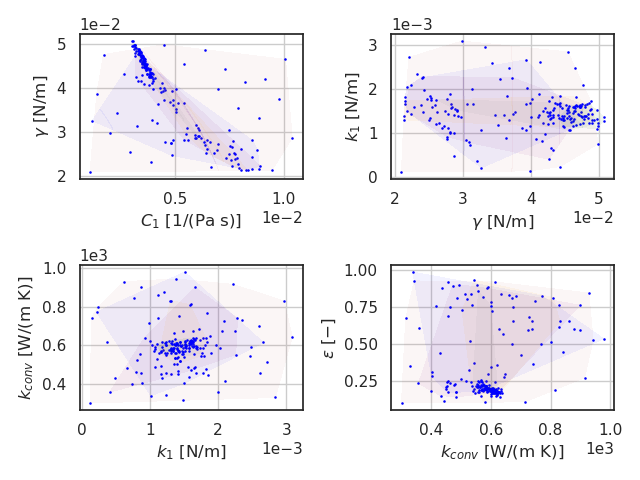 1e−2
1e−3
5
4
3
2
γ [N/m]
0.5
1.0
1e−2
C₁ [1/(Pa s)]
3
2
1
0
k₁ [N/m]
2
3
4
5
1e−2
γ [N/m]
1e3
1.0
0.8
0.6
0.4
k_conv [W/(m K)]
0
1
2
3
1e−3
k₁ [N/m]
1.00
0.75
0.50
0.25
ε [−]
0.4
0.6
0.8
1.0
1e3
k_conv [W/(m K)]